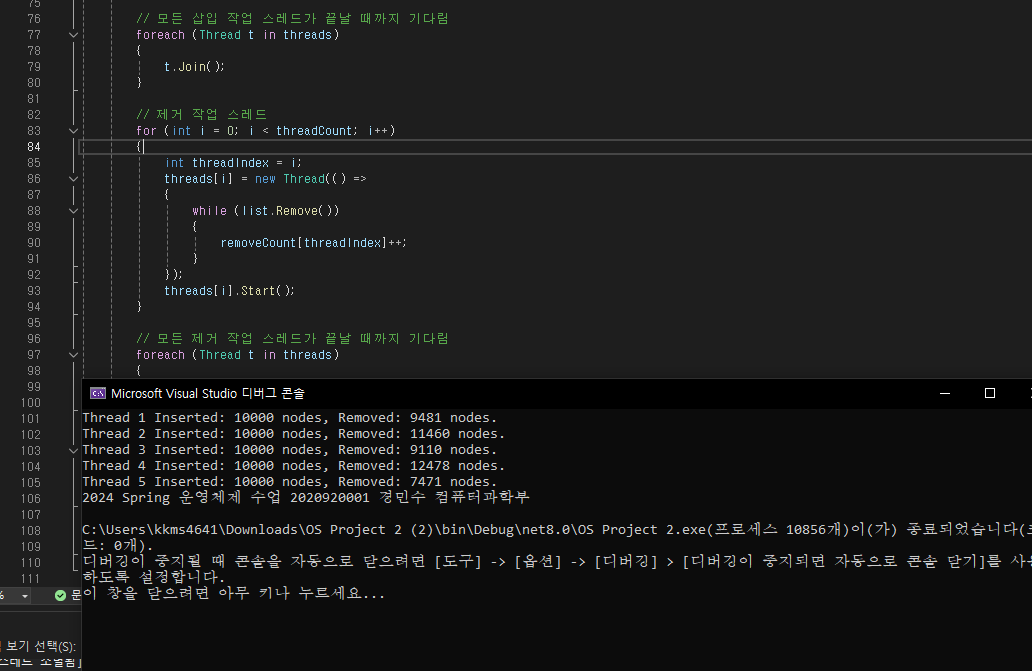 75
76 // 모든 삽입 작업 스레드가 끝날 때까지 기다림
77 foreach (Thread t in threads)
78 {
79 t.Join();
80 }
81
82 // 제거 작업 스레드
83 for (int i = 0; i < threadCount; i++)
84 {
85 int threadIndex = i;
86 threads[i] = new Thread(() =>
87 {
88 while (list.Remove())
89 {
90 removeCount[threadIndex]++;
91 }
92 });
93 threads[i].Start();
94 }
95
96 // 모든 제거 작업 스레드가 끝날 때까지 기다림
97 foreach (Thread t in threads)
98 {
99
100
101
102
103
104
105
106
107
108
109
110
111
Microsoft Visual Studio 디버그 콘솔
Thread 1 Inserted: 10000 nodes, Removed: 9481 nodes.
Thread 2 Inserted: 10000 nodes, Removed: 11460 nodes.
Thread 3 Inserted: 10000 nodes, Removed: 9110 nodes.
Thread 4 Inserted: 10000 nodes, Removed: 12478 nodes.
Thread 5 Inserted: 10000 nodes, Removed: 7471 nodes.
2024 Spring 운영체제 수업 2020920001 경민수 컴퓨터과학부
C:\Users\kkms4641\Downloads\OS Project 2 (2)\bin\Debug\net8.0\OS Project 2.exe(프로세스 10856개)이(가) 종료되었습니다(코
드: 0개).
디버깅이 중지될 때 콘솔을 자동으로 닫으려면 [도구] -> [옵션] -> [디버깅] > [디버깅이 중지되면 자동으로 콘솔 닫기]를 사용
하도록 설정합니다.
이 창을 닫으려면 아무 키나 누르세요...
% 문
보기 선택(S):